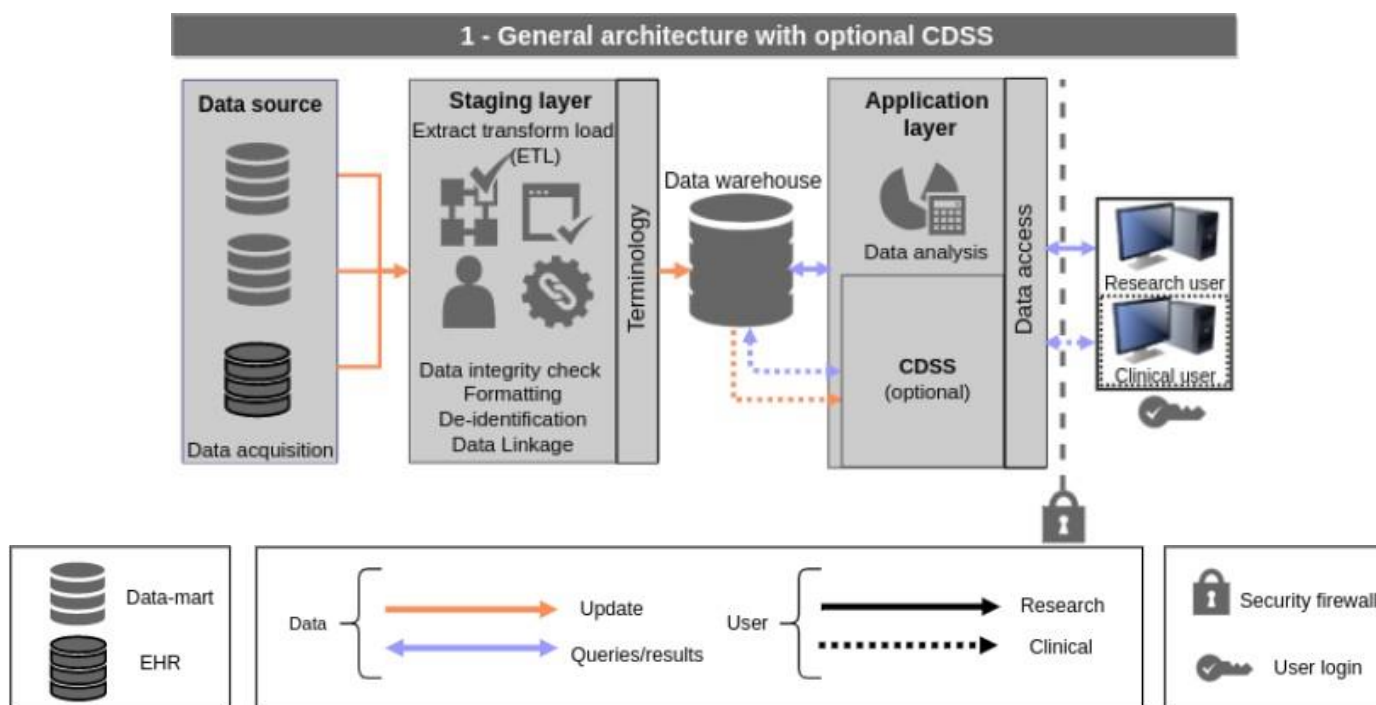 1 - General architecture with optional CDSS
Data source
Data acquisition
Staging layer
Extract transform load
(ETL)
Data integrity check
Formatting
De-identification
Data Linkage
Terminology
Data warehouse
Application
layer
Data analysis
CDSS
(optional)
Data access
Research user
Clinical user
Data-mart
EHR
Data
Update
Queries/results
User
Research
Clinical
Security firewall
User login